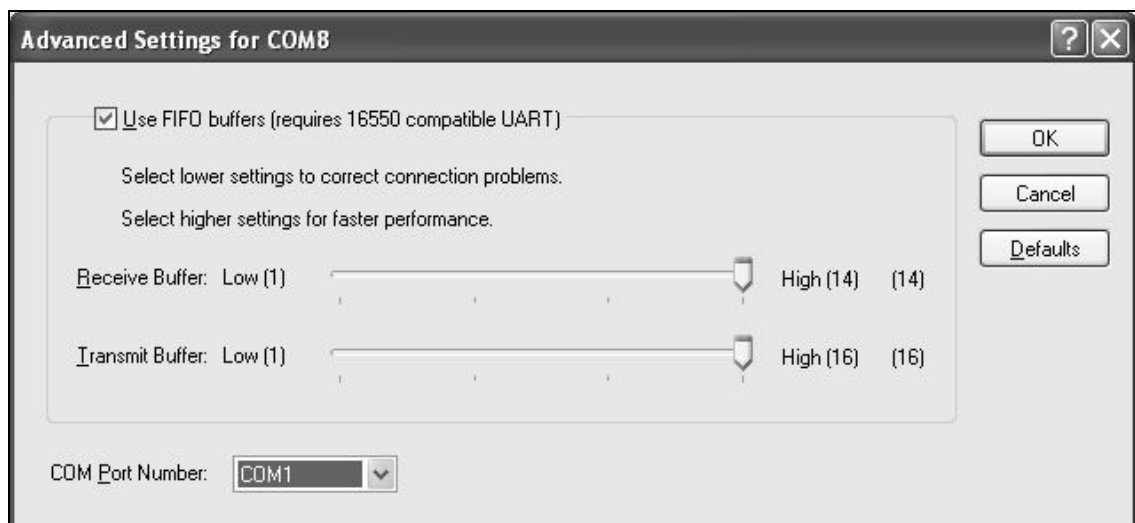 Advanced Settings for COM8
Use FIFO buffers (requires 16550 compatible UART)
OK
Select lower settings to correct connection problems.
Cancel
Select higher settings for faster performance.
Defaults
Receive Buffer: Low (1) High (14) (14)
Transmit Buffer: Low (1) High (16) (16)
COM Port Number: COM1